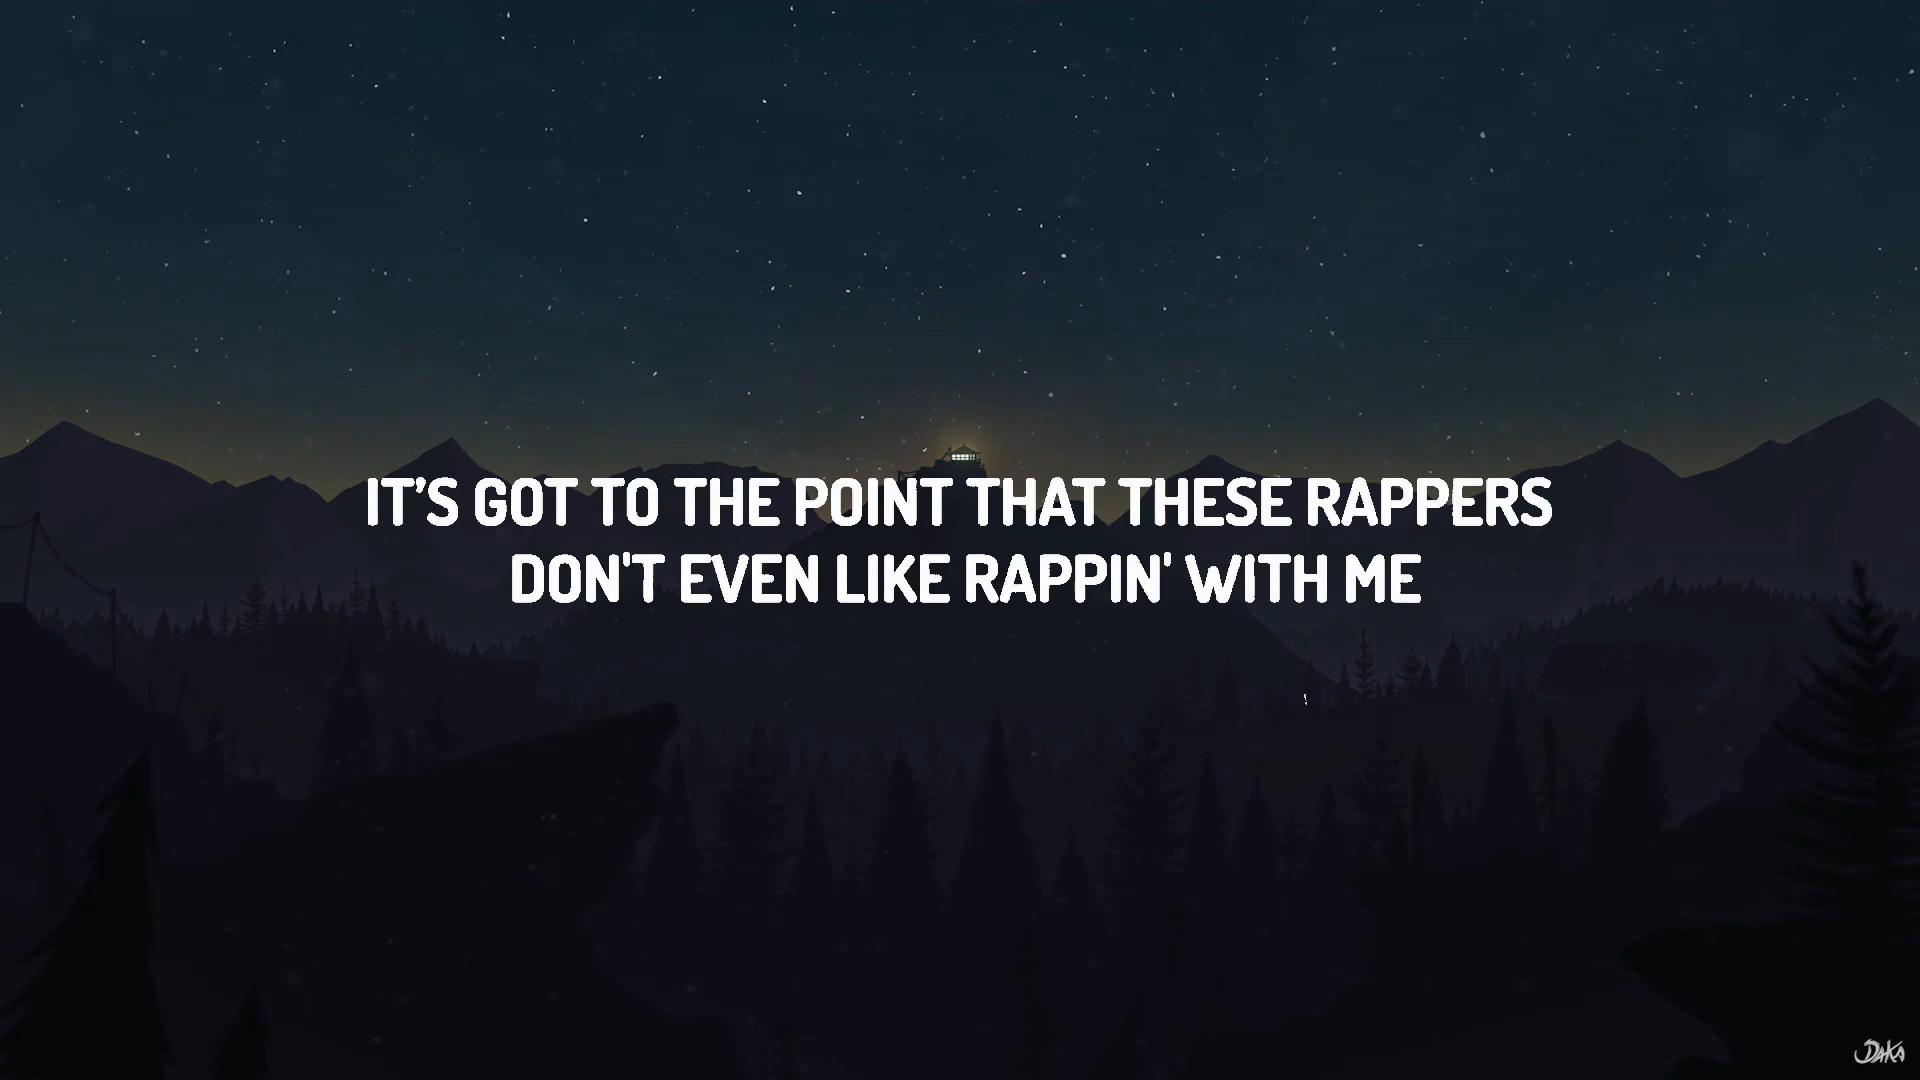 IT’S GOT TO THE POINT THAT THESE RAPPERS
DON'T EVEN LIKE RAPPIN' WITH ME
DAKA